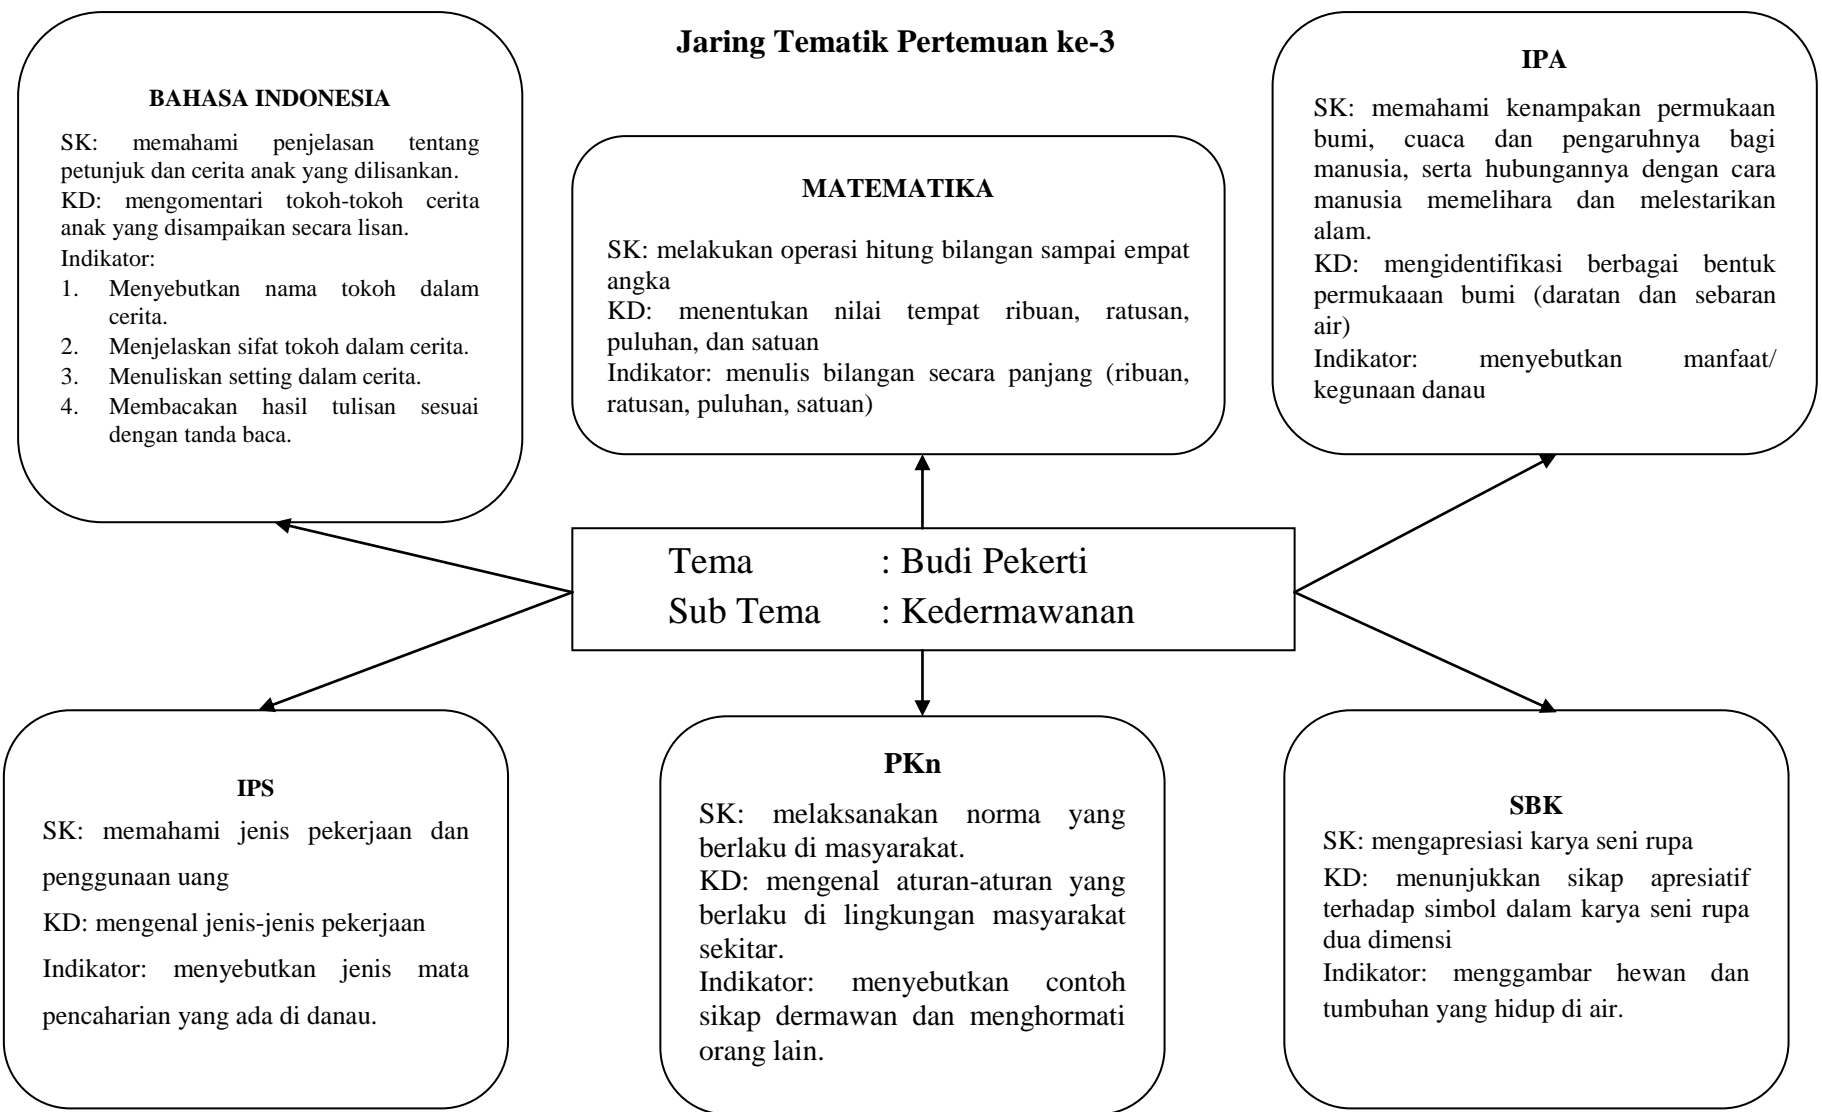 Jaring Tematik Pertemuan ke-3
BAHASA INDONESIA
SK: memahami penjelasan tentang
petunjuk dan cerita anak yang dilisankan.
KD: mengomentari tokoh-tokoh cerita
anak yang disampaikan secara lisan.
Indikator:
1. Menyebutkan nama tokoh dalam
cerita.
2. Menjelaskan sifat tokoh dalam cerita.
3. Menuliskan setting dalam cerita.
4. Membacakan hasil tulisan sesuai
dengan tanda baca.
MATEMATIKA
SK: melakukan operasi hitung bilangan sampai empat
angka
KD: menentukan nilai tempat ribuan, ratusan,
puluhan, dan satuan
Indikator: menulis bilangan secara panjang (ribuan,
ratusan, puluhan, satuan)
IPA
SK: memahami kenampakan permukaan
bumi, cuaca dan pengaruhnya bagi
manusia, serta hubungannya dengan cara
manusia memelihara dan melestarikan
alam.
KD: mengidentifikasi berbagai bentuk
permukaaan bumi (daratan dan sebaran
air)
Indikator: menyebutkan manfaat/
kegunaan danau
Tema : Budi Pekerti
Sub Tema : Kedermawanan
IPS
SK: memahami jenis pekerjaan dan
penggunaan uang
KD: mengenal jenis-jenis pekerjaan
Indikator: menyebutkan jenis mata
pencaharian yang ada di danau.
PKn
SK: melaksanakan norma yang
berlaku di masyarakat.
KD: mengenal aturan-aturan yang
berlaku di lingkungan masyarakat
sekitar.
Indikator: menyebutkan contoh
sikap dermawan dan menghormati
orang lain.
SBK
SK: mengapresiasi karya seni rupa
KD: menunjukkan sikap apresiatif
terhadap simbol dalam karya seni rupa
dua dimensi
Indikator: menggambar hewan dan
tumbuhan yang hidup di air.